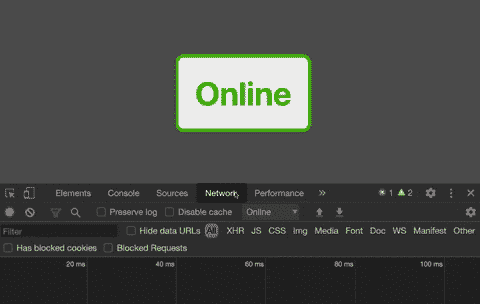 Online
Elements Console Sources Network Performance » 1 2
Preserve log Disable cache Online
Filter Hide data URLs All XHR JS CSS Img Media Font Doc WS Manifest Other
Has blocked cookies Blocked Requests
20 ms 40 ms 60 ms 80 ms 100 ms